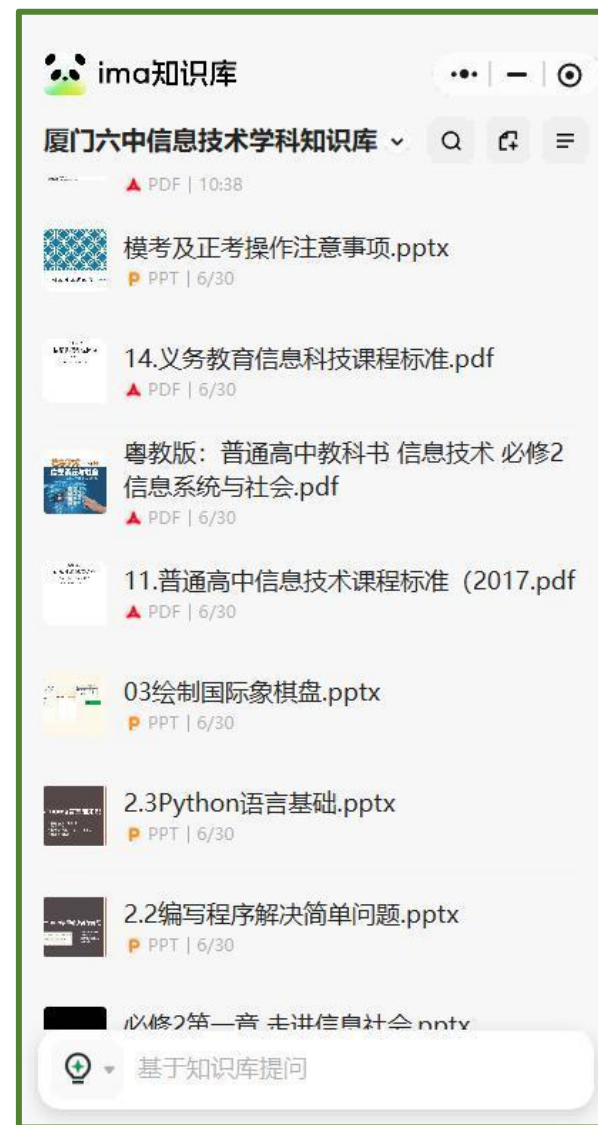 ima知识库
厦门六中信息技术学科知识库
PDF | 10:38
模考及正考操作注意事项.pptx
P PPT | 6/30
14.义务教育信息科技课程标准.pdf
PDF | 6/30
粤教版：普通高中教科书 信息技术 必修2
信息系统与社会.pdf
PDF | 6/30
11.普通高中信息技术课程标准（2017.pdf
PDF | 6/30
03绘制国际象棋盘.pptx
P PPT | 6/30
2.3Python语言基础.pptx
P PPT | 6/30
2.2编写程序解决简单问题.pptx
P PPT | 6/30
必修2第一章 走进信息社会.pptx
基于知识库提问